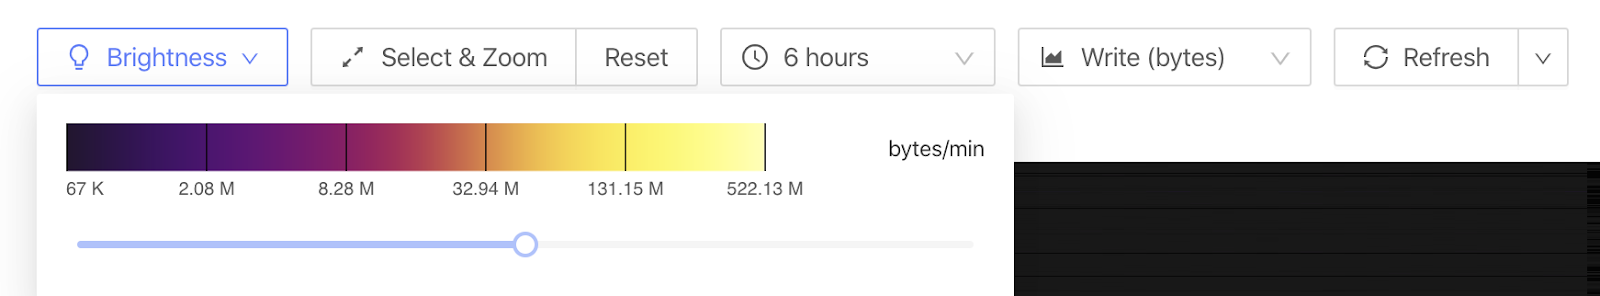 Brightness Select & Zoom Reset 6 hours Write (bytes) Refresh
bytes/min
67 K 2.08 M 8.28 M 32.94 M 131.15 M 522.13 M